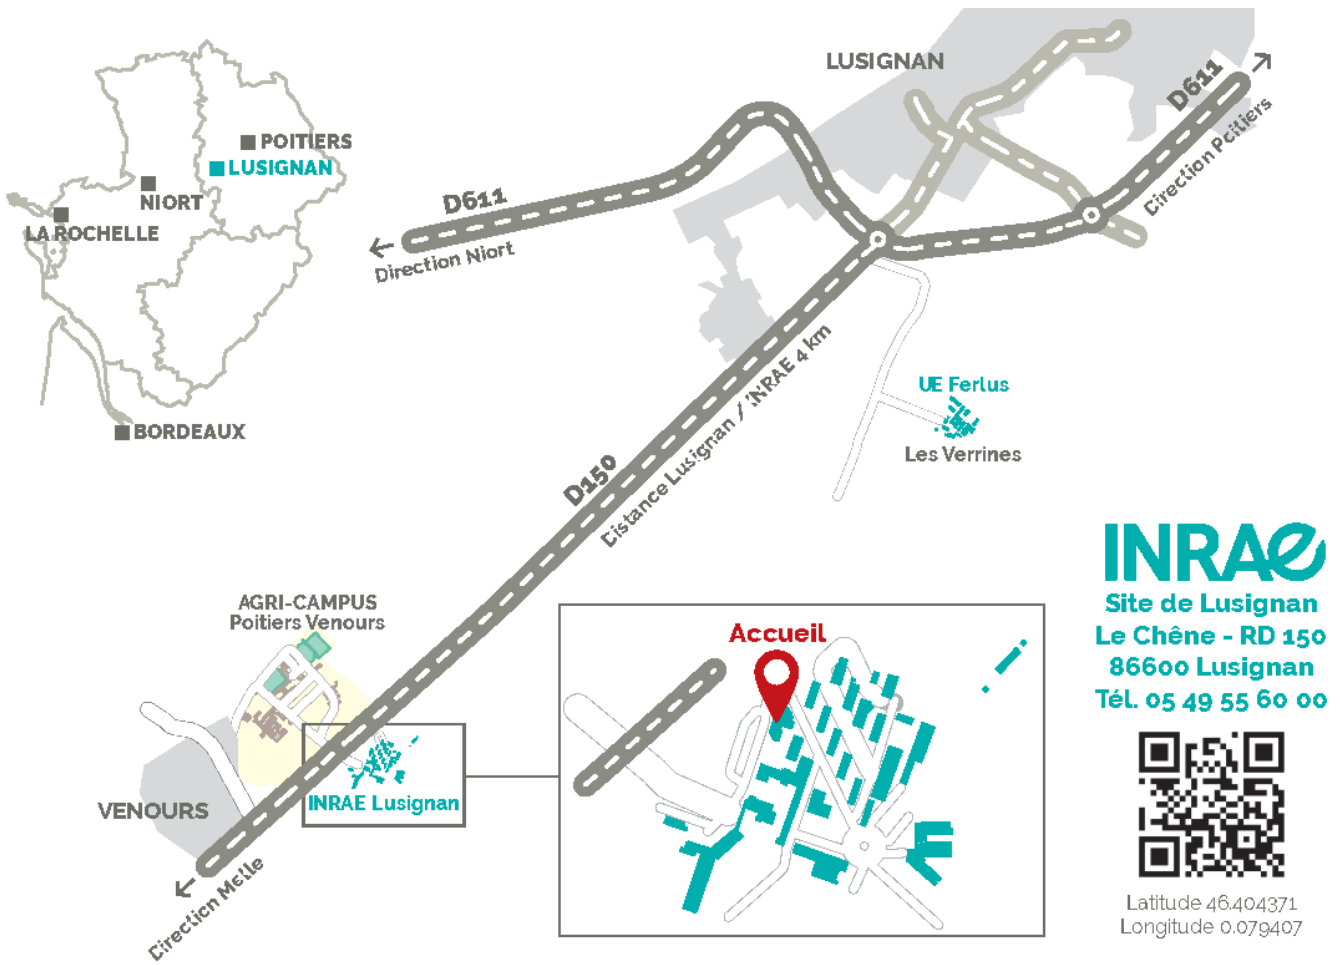 LUSIGNAN
D611
Direction Poitiers
POITIERS
LUSIGNAN
NIORT
LA ROCHELLE
BORDEAUX
D611
Direction Niort
Distance Lusignan / INRAE 4 km
D150
UE Ferlus
Les Verrines
AGRI-CAMPUS
Poitiers Venours
VENOURS
INRAE Lusignan
Direction Melle
Accueil
INRAE
Site de Lusignan
Le Chêne - RD 150
86600 Lusignan
Tél. 05 49 55 60 00
Latitude 46.404371
Longitude 0.079407